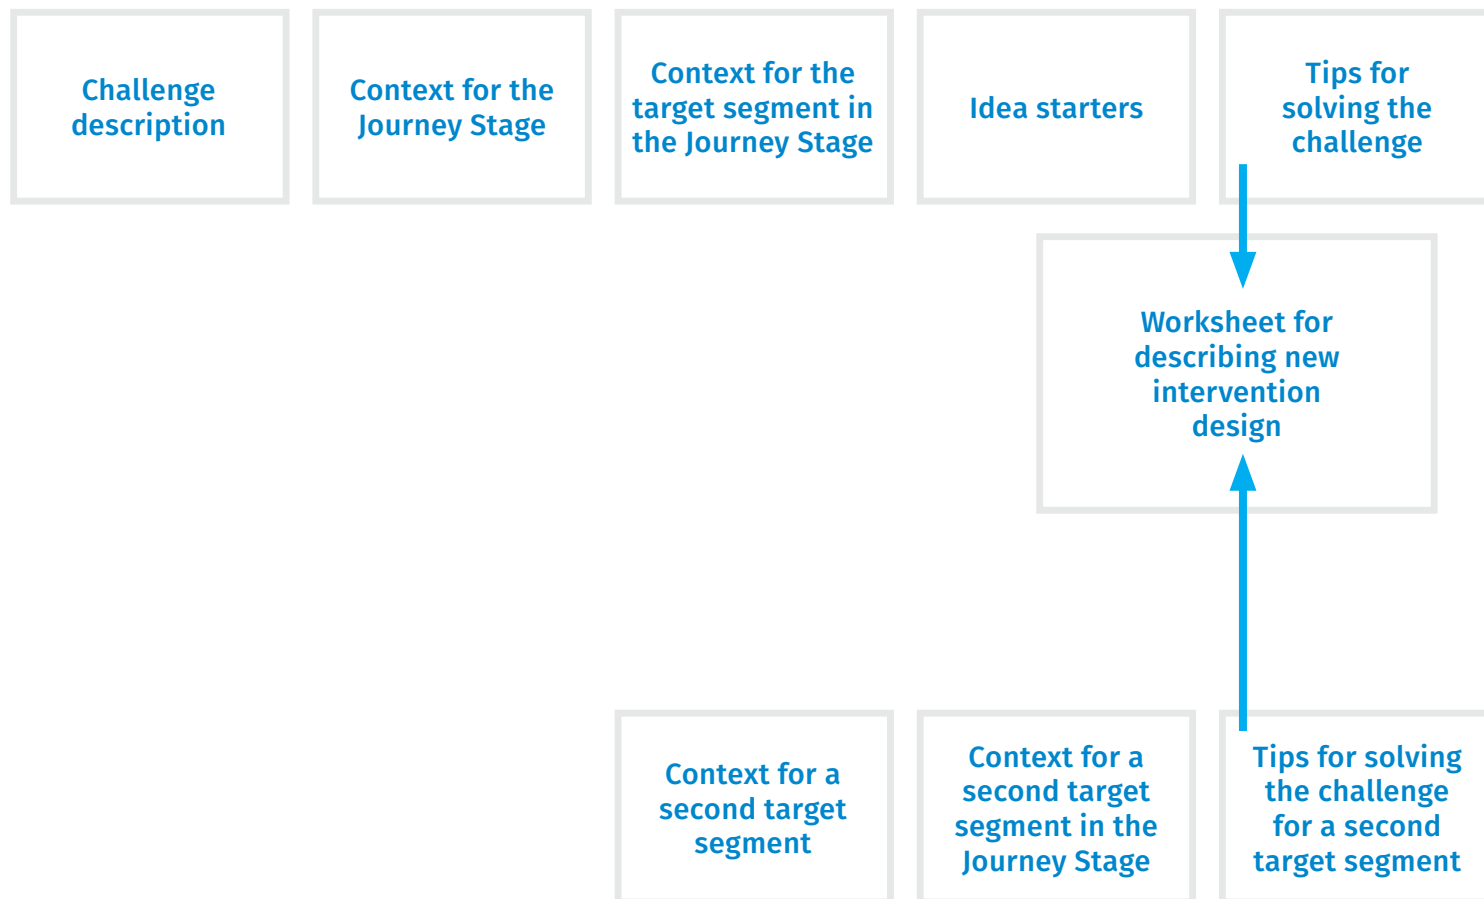 Challenge
description
Context for the
Journey Stage
Context for the
target segment in
the Journey Stage
Idea starters
Tips for
solving the
challenge
Worksheet for
describing new
intervention
design
Context for a
second target
segment
Context for a
second target
segment in the
Journey Stage
Tips for solving
the challenge
for a second
target segment